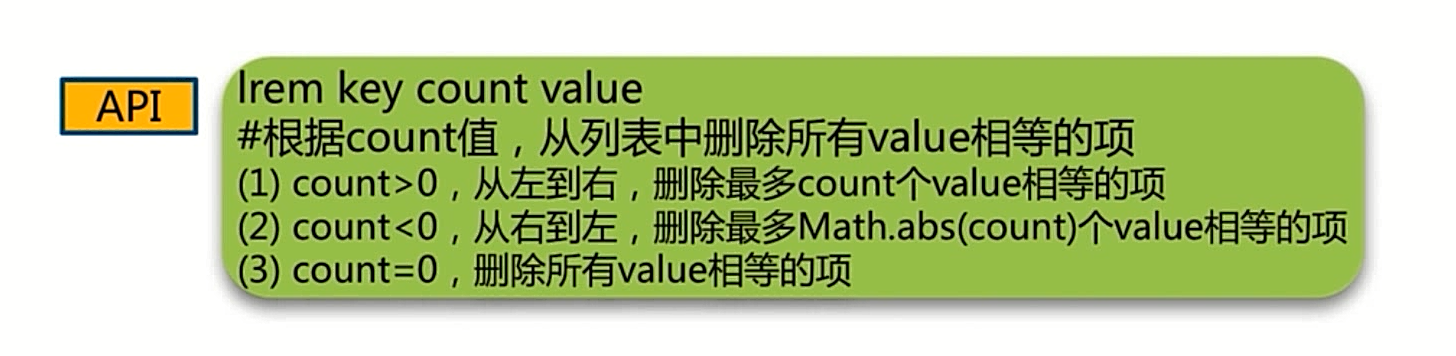 API
lrem key count value
#根据count值，从列表中删除所有value相等的项
(1) count>0，从左到右，删除最多count个value相等的项
(2) count<0，从右到左，删除最多Math.abs(count)个value相等的项
(3) count=0，删除所有value相等的项